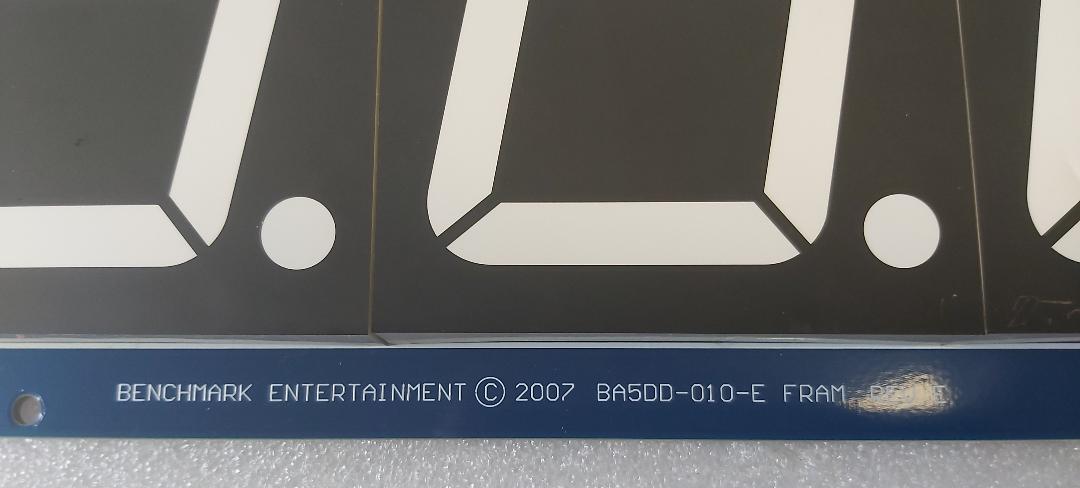 BENCHMARK ENTERTAINMENT © 2007 BA5DD-010-E FRAM